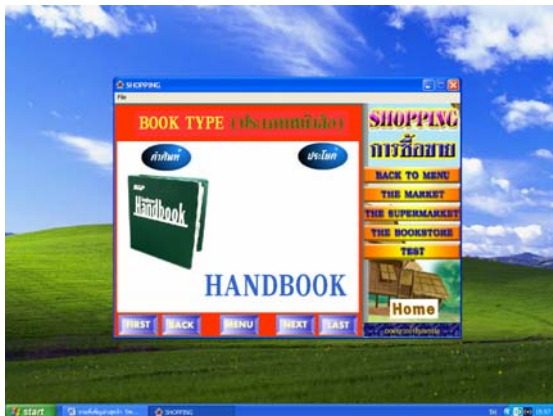 SHOPPING
File
BOOK TYPE (ประเภทหนังสือ)
คำศัพท์
ประโยค
Handbook
HANDBOOK
FIRST
BACK
MENU
NEXT
LAST
SHOPPING
การซื้อขาย
BACK TO MENU
THE MARKET
THE SUPERMARKET
THE BOOKSTORE
TEST
Home
start
SHOPPING
TH